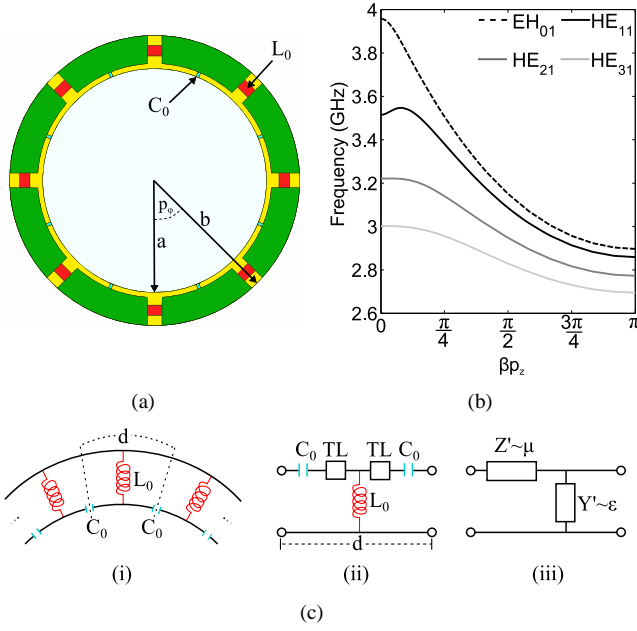 L₀
C₀
pᵩ
b
a
(a)
EH₀₁
HE₁₁
HE₂₁
HE₃₁
Frequency (GHz)
4
3.8
3.6
3.4
3.2
3
2.8
2.6
0
π/4
π/2
3π/4
π
βp_z
(b)
d
L₀
C₀
C₀
(i)
C₀ TL TL C₀
L₀
d
(ii)
Z'~μ
Y'~ε
(iii)
(c)